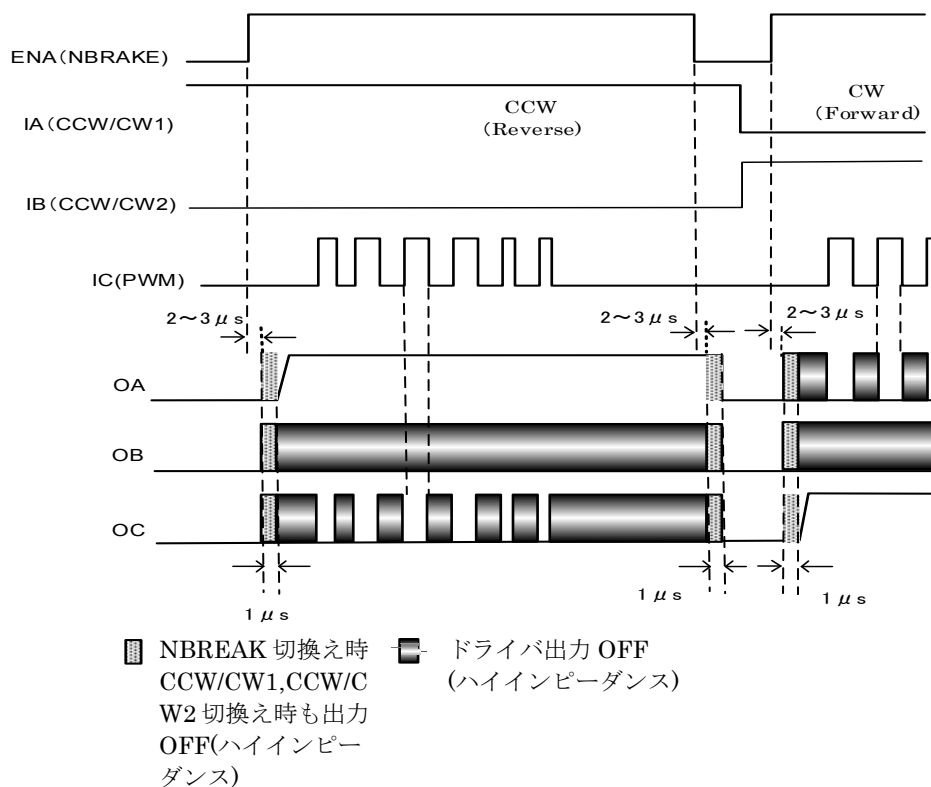 ENA(NBRAKE)
IA(CCW/CW1)
CCW
(Reverse)
CW
(Forward)
IB(CCW/CW2)
IC(PWM)
2～3μs
2～3μs
2～3μs
OA
OB
OC
1μs
1μs
1μs
NBREAK 切換え時
CCW/CW1,CCW/C
W2 切換え時も出力
OFF(ハイインピー
ダンス)
ドライバ出力 OFF
(ハイインピーダンス)